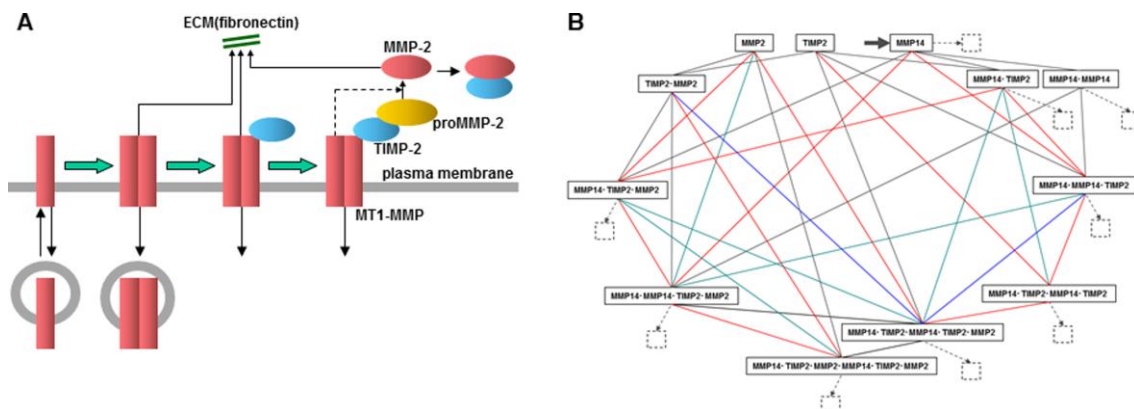 A
ECM(fibronectin)
MMP-2
proMMP-2
TIMP-2
plasma membrane
MT1-MMP
B
MMP2
TIMP2
MMP14
TIMP2·MMP2
MMP14·TIMP2
MMP14·MMP14
MMP14·TIMP2·MMP2
MMP14·MMP14·TIMP2
MMP14·MMP14·TIMP2·MMP2
MMP14·TIMP2·MMP14·TIMP2
MMP14·TIMP2·MMP14·TIMP2·MMP2
MMP14·TIMP2·MMP2·MMP14·TIMP2·MMP2